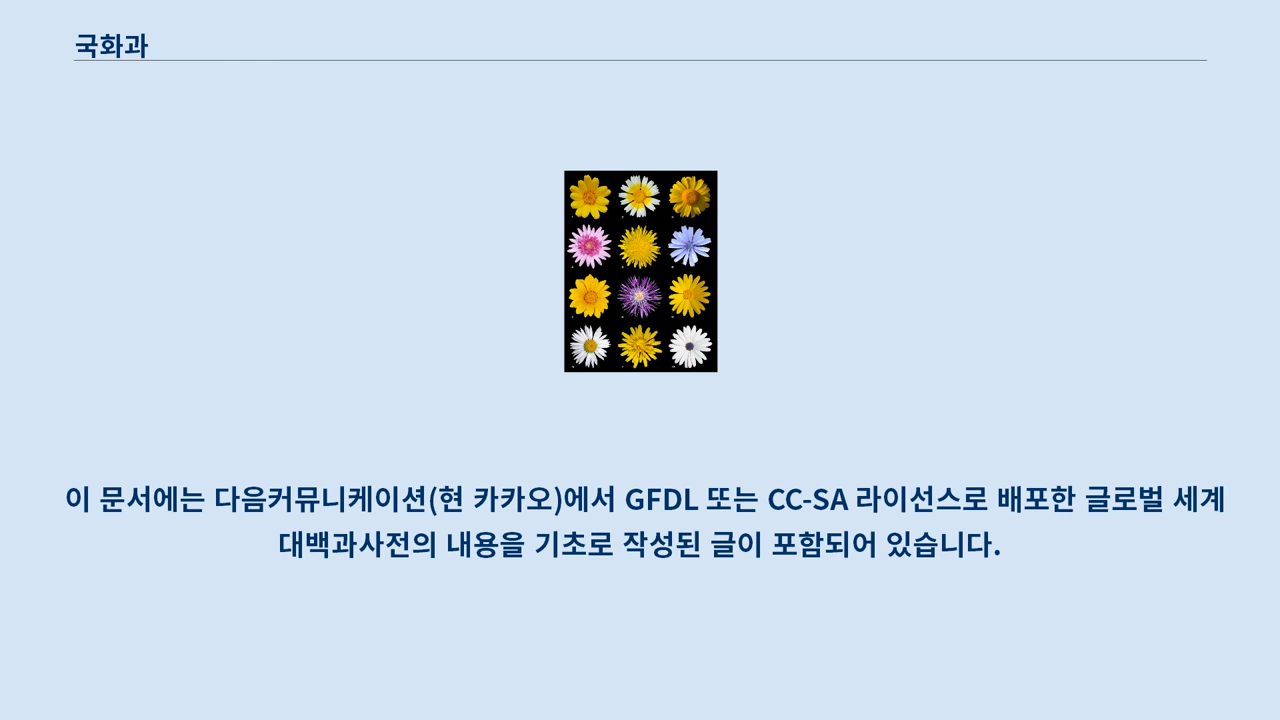 국화과
이 문서에는 다음커뮤니케이션(현 카카오)에서 GFDL 또는 CC-SA 라이선스로 배포한 글로벌 세계
대백과사전의 내용을 기초로 작성된 글이 포함되어 있습니다.